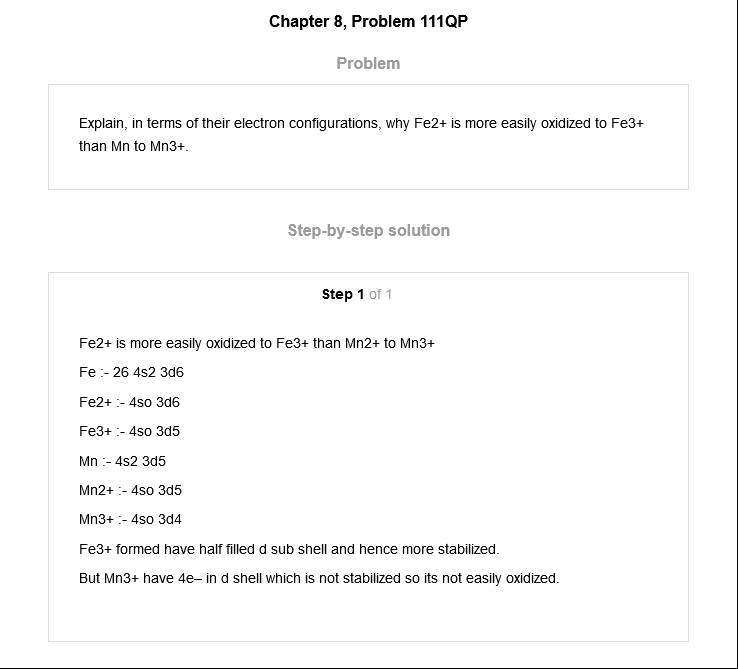 Chapter 8, Problem 111QP
Problem
Explain, in terms of their electron configurations, why Fe2+ is more easily oxidized to Fe3+
than Mn to Mn3+.
Step-by-step solution
Step 1 of 1
Fe2+ is more easily oxidized to Fe3+ than Mn2+ to Mn3+
Fe :- 26 4s2 3d6
Fe2+ :- 4so 3d6
Fe3+ :- 4so 3d5
Mn :- 4s2 3d5
Mn2+ :- 4so 3d5
Mn3+ :- 4so 3d4
Fe3+ formed have half filled d sub shell and hence more stabilized.
But Mn3+ have 4e– in d shell which is not stabilized so its not easily oxidized.